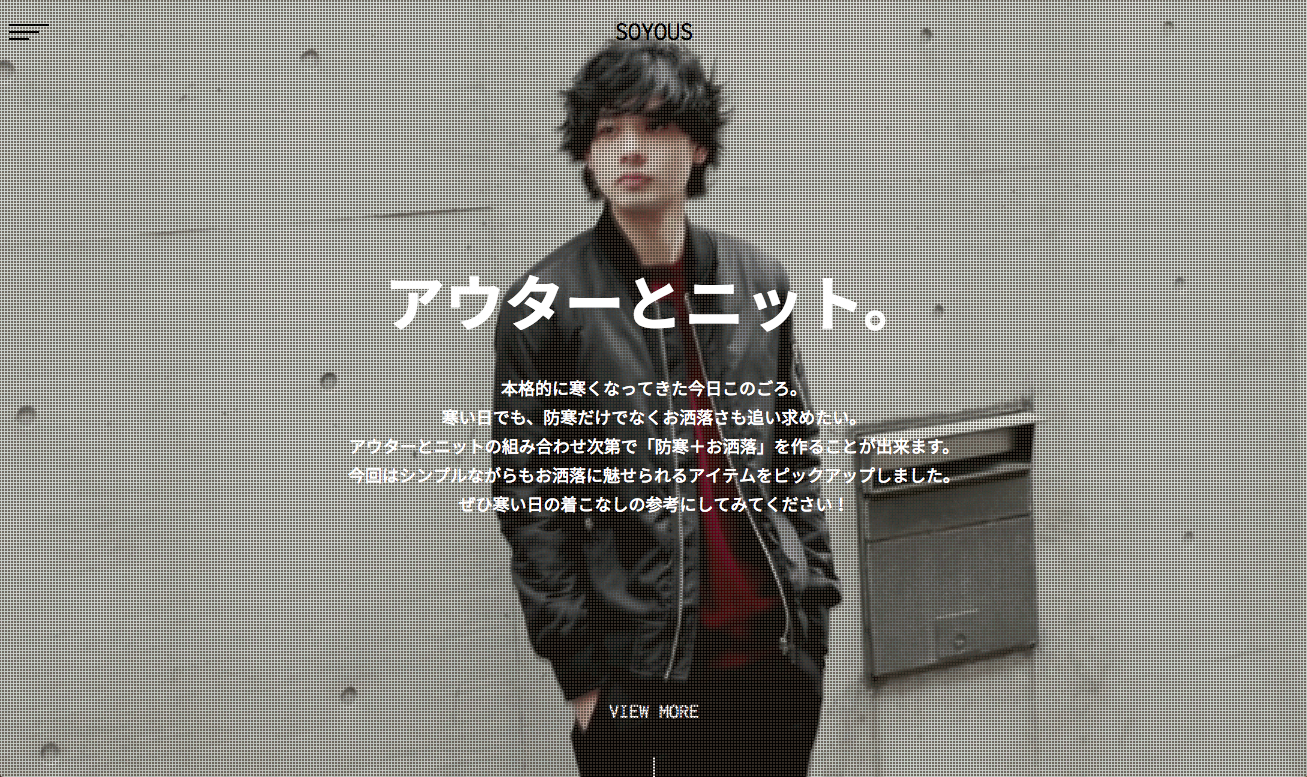 SOYOUS
アウターとニット。
本格的に寒くなってきた今日このごろ。
寒い日でも、防寒だけでなくお洒落さも追い求めたい。
アウターとニットの組み合わせ次第で「防寒＋お洒落」を作ることが出来ます。
今回はシンプルながらもお洒落に魅せられるアイテムをピックアップしました。
ぜひ寒い日の着こなしの参考にしてみてください！
VIEW MORE